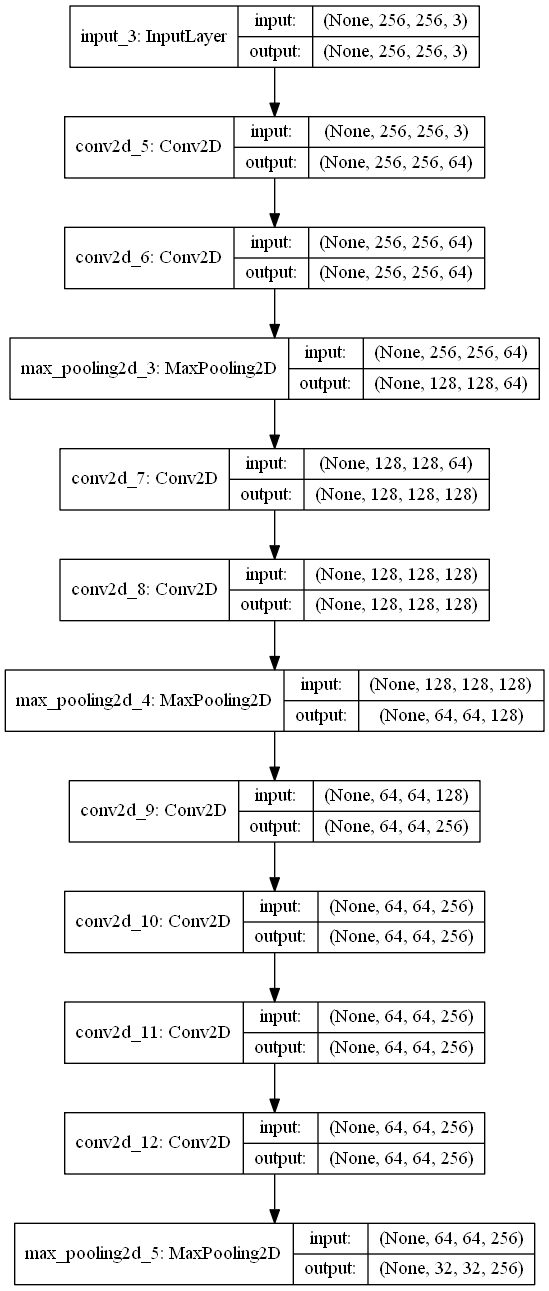 input_3: InputLayer
input: (None, 256, 256, 3)
output: (None, 256, 256, 3)
conv2d_5: Conv2D
input: (None, 256, 256, 3)
output: (None, 256, 256, 64)
conv2d_6: Conv2D
input: (None, 256, 256, 64)
output: (None, 256, 256, 64)
max_pooling2d_3: MaxPooling2D
input: (None, 256, 256, 64)
output: (None, 128, 128, 64)
conv2d_7: Conv2D
input: (None, 128, 128, 64)
output: (None, 128, 128, 128)
conv2d_8: Conv2D
input: (None, 128, 128, 128)
output: (None, 128, 128, 128)
max_pooling2d_4: MaxPooling2D
input: (None, 128, 128, 128)
output: (None, 64, 64, 128)
conv2d_9: Conv2D
input: (None, 64, 64, 128)
output: (None, 64, 64, 256)
conv2d_10: Conv2D
input: (None, 64, 64, 256)
output: (None, 64, 64, 256)
conv2d_11: Conv2D
input: (None, 64, 64, 256)
output: (None, 64, 64, 256)
conv2d_12: Conv2D
input: (None, 64, 64, 256)
output: (None, 64, 64, 256)
max_pooling2d_5: MaxPooling2D
input: (None, 64, 64, 256)
output: (None, 32, 32, 256)